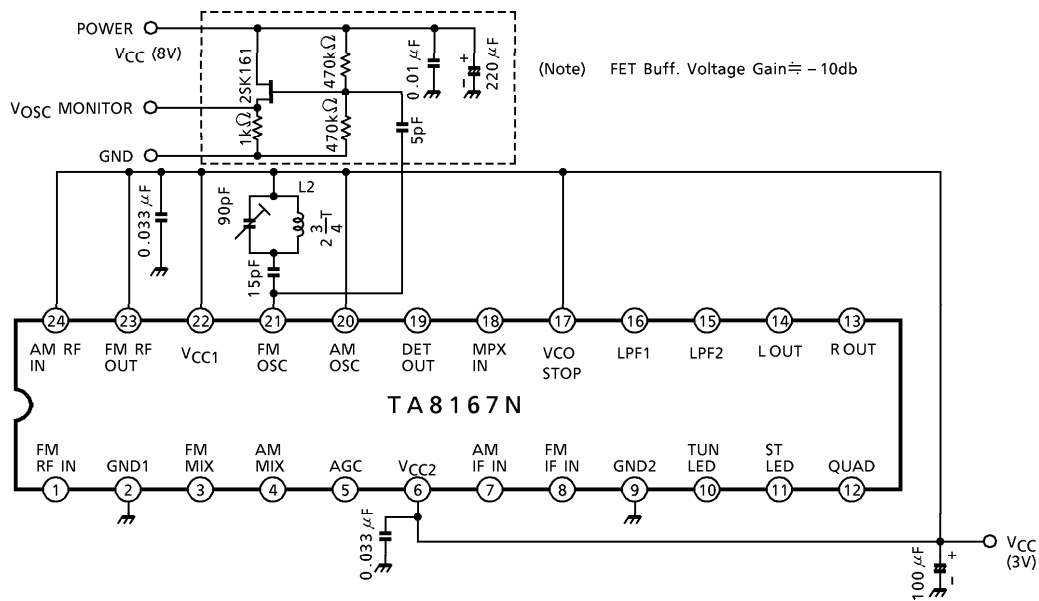 POWER
VCC (8V)
VOSC MONITOR
GND
2SK161
1kΩ
470kΩ
470kΩ
0.01 μF
+
-
220 μF
5pF
(Note) FET Buff. Voltage Gain≒ – 10db
0.033 μF
90pF
L2
2 3/4 T
15pF
24 23 22 21 20 19 18 17 16 15 14 13
AM RF
IN
FM RF
OUT
VCC1
FM
OSC
AM
OSC
DET
OUT
MPX
IN
VCO
STOP
LPF1
LPF2
L OUT
R OUT
TA8167N
FM
RF IN
GND1
FM
MIX
AM
MIX
AGC
VCC2
AM
IF IN
FM
IF IN
GND2
TUN
LED
ST
LED
QUAD
1 2 3 4 5 6 7 8 9 10 11 12
0.033 μF
100 μF
+
-
VCC
(3V)